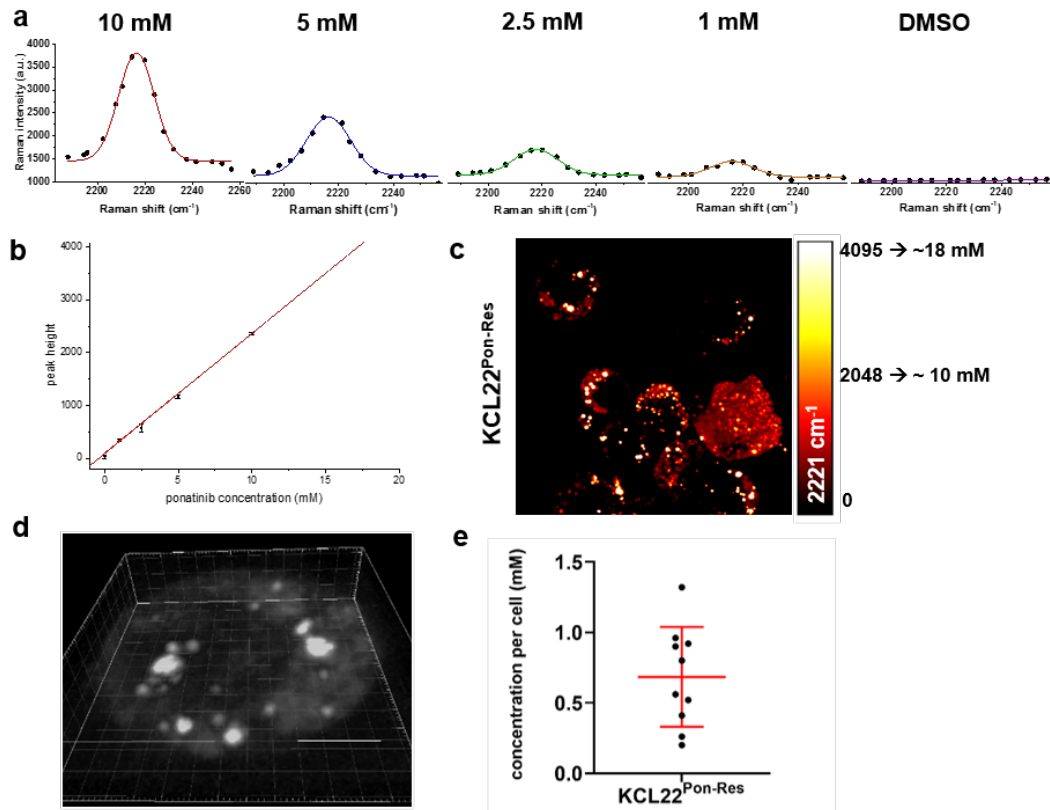 a
10 mM 5 mM 2.5 mM 1 mM DMSO
Raman intensity (a.u.)
4000
3500
3000
2500
2000
1500
1000
2200 2220 2240 2260
2200 2220 2240
2200 2220 2240
2200 2220 2240
2200 2220 2240
Raman shift (cm⁻¹) Raman shift (cm⁻¹) Raman shift (cm⁻¹) Raman shift (cm⁻¹) Raman shift (cm⁻¹)
b
peak height
4000
3000
2000
1000
0
0 5 10 15 20
ponatinib concentration (mM)
c
KCL22^Pon-Res
2221 cm⁻¹
4095 → ~18 mM
2048 → ~ 10 mM
0
d
e
concentration per cell (mM)
1.5
1.0
0.5
0.0
KCL22^Pon-Res